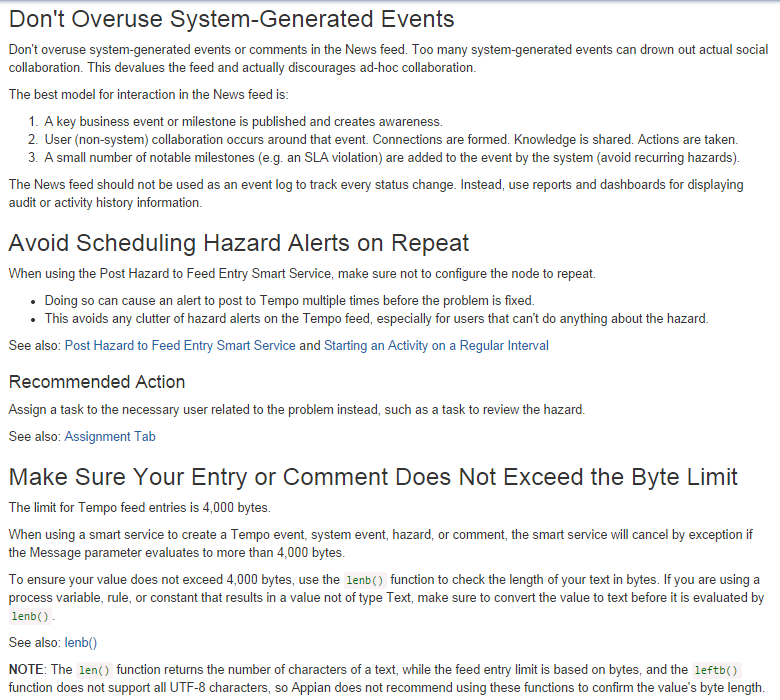 Don't Overuse System-Generated Events
Don't overuse system-generated events or comments in the News feed. Too many system-generated events can drown out actual social
collaboration. This devalues the feed and actually discourages ad-hoc collaboration.
The best model for interaction in the News feed is:
1. A key business event or milestone is published and creates awareness.
2. User (non-system) collaboration occurs around that event. Connections are formed. Knowledge is shared. Actions are taken.
3. A small number of notable milestones (e.g. an SLA violation) are added to the event by the system (avoid recurring hazards).
The News feed should not be used as an event log to track every status change. Instead, use reports and dashboards for displaying
audit or activity history information.
Avoid Scheduling Hazard Alerts on Repeat
When using the Post Hazard to Feed Entry Smart Service, make sure not to configure the node to repeat.
• Doing so can cause an alert to post to Tempo multiple times before the problem is fixed.
• This avoids any clutter of hazard alerts on the Tempo feed, especially for users that can't do anything about the hazard.
See also: Post Hazard to Feed Entry Smart Service and Starting an Activity on a Regular Interval
Recommended Action
Assign a task to the necessary user related to the problem instead, such as a task to review the hazard.
See also: Assignment Tab
Make Sure Your Entry or Comment Does Not Exceed the Byte Limit
The limit for Tempo feed entries is 4,000 bytes.
When using a smart service to create a Tempo event, system event, hazard, or comment, the smart service will cancel by exception if
the Message parameter evaluates to more than 4,000 bytes.
To ensure your value does not exceed 4,000 bytes, use the lenb() function to check the length of your text in bytes. If you are using a
process variable, rule, or constant that results in a value not of type Text, make sure to convert the value to text before it is evaluated by
lenb().
See also: lenb()
NOTE: The len() function returns the number of characters of a text, while the feed entry limit is based on bytes, and the leftb()
function does not support all UTF-8 characters, so Appian does not recommend using these functions to confirm the value's byte length.